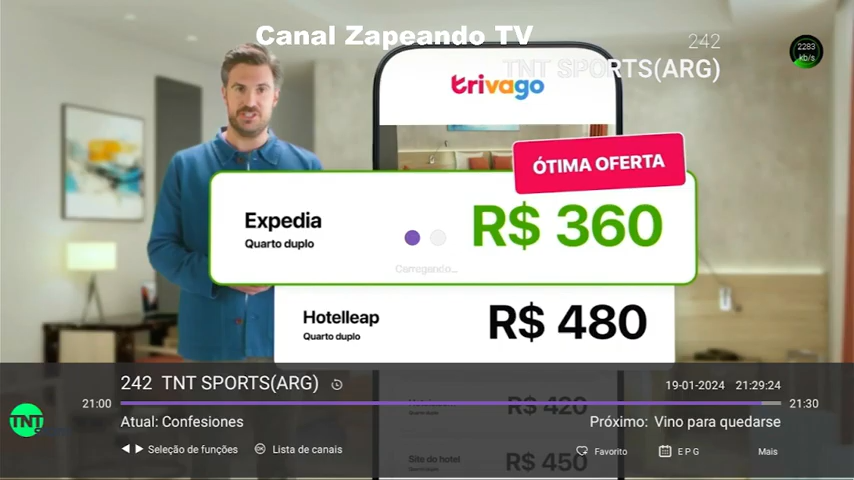 Canal Zapeando TV
242
TNT SPORTS(ARG)
2283
kb/s
trivago
ÓTIMA OFERTA
Expedia
Quarto duplo
R$ 360
Carregando...
Hotelleap
Quarto duplo
R$ 480
R$ 420
Sits do hotel
R$ 450
242 TNT SPORTS(ARG)
19-01-2024 21:29:24
21:00
21:30
TNT
Atual: Confesiones
Próximo: Vino para quedarse
Seleção de funções
Lista de canais
Favorito
EPG
Mais